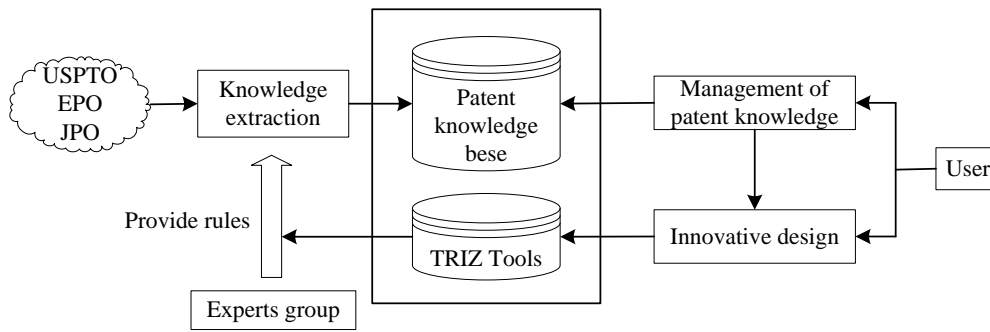 USPTO
EPO
JPO
Knowledge
extraction
Patent
knowledge
bese
Management of
patent knowledge
User
Provide rules
TRIZ Tools
Innovative design
Experts group